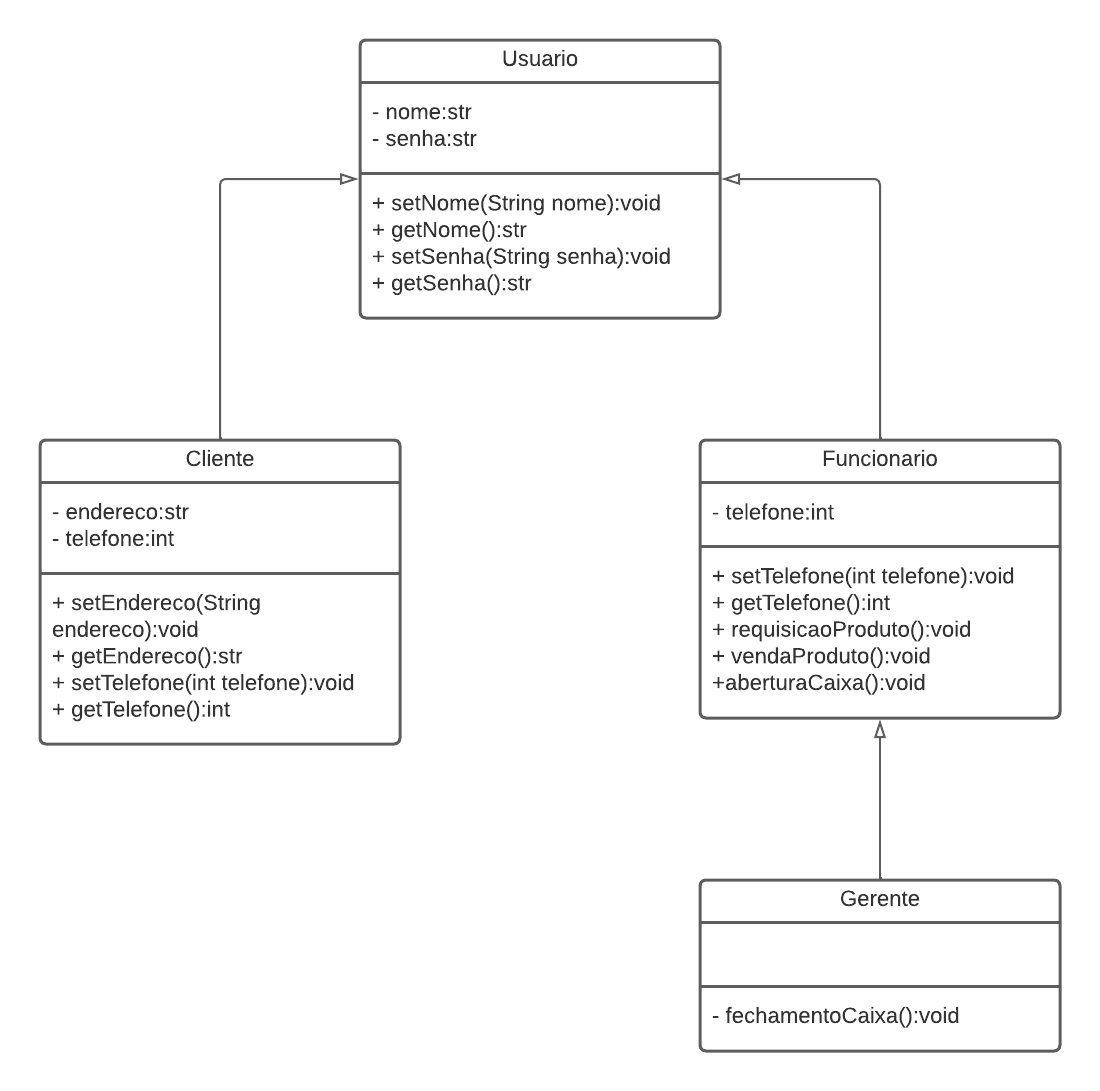 Usuario
- nome:str
- senha:str
+ setNome(String nome):void
+ getNome():str
+ setSenha(String senha):void
+ getSenha():str
Cliente
- endereco:str
- telefone:int
+ setEndereco(String
endereco):void
+ getEndereco():str
+ setTelefone(int telefone):void
+ getTelefone():int
Funcionario
- telefone:int
+ setTelefone(int telefone):void
+ getTelefone():int
+ requisicaoProduto():void
+ vendaProduto():void
+aberturaCaixa():void
Gerente
- fechamentoCaixa():void